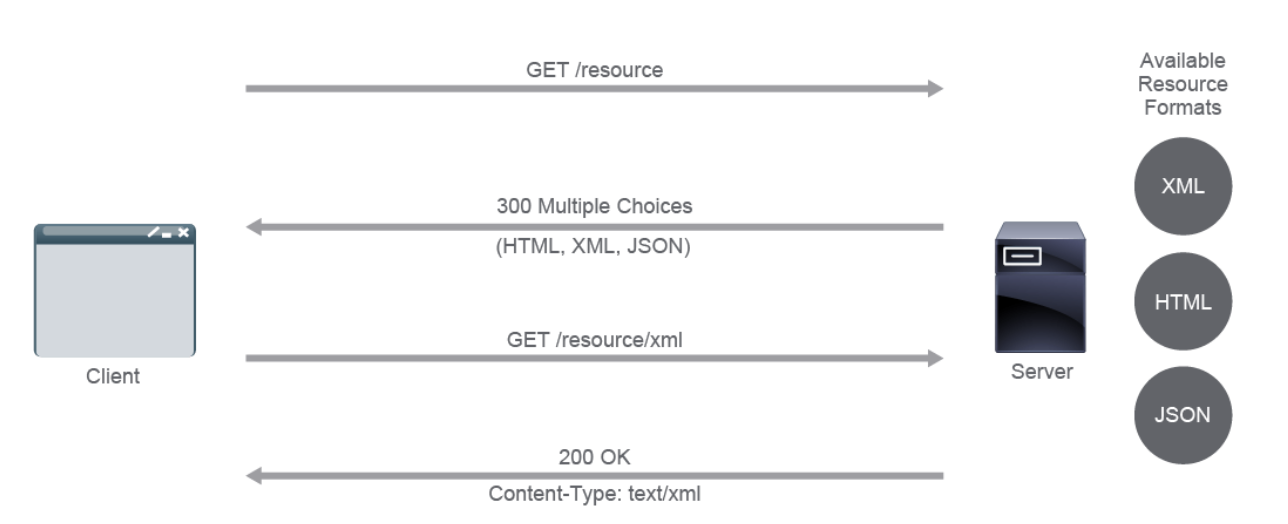 GET /resource
Available
Resource
Formats
XML
300 Multiple Choices
(HTML, XML, JSON)
HTML
GET /resource/xml
Client
Server
JSON
200 OK
Content-Type: text/xml